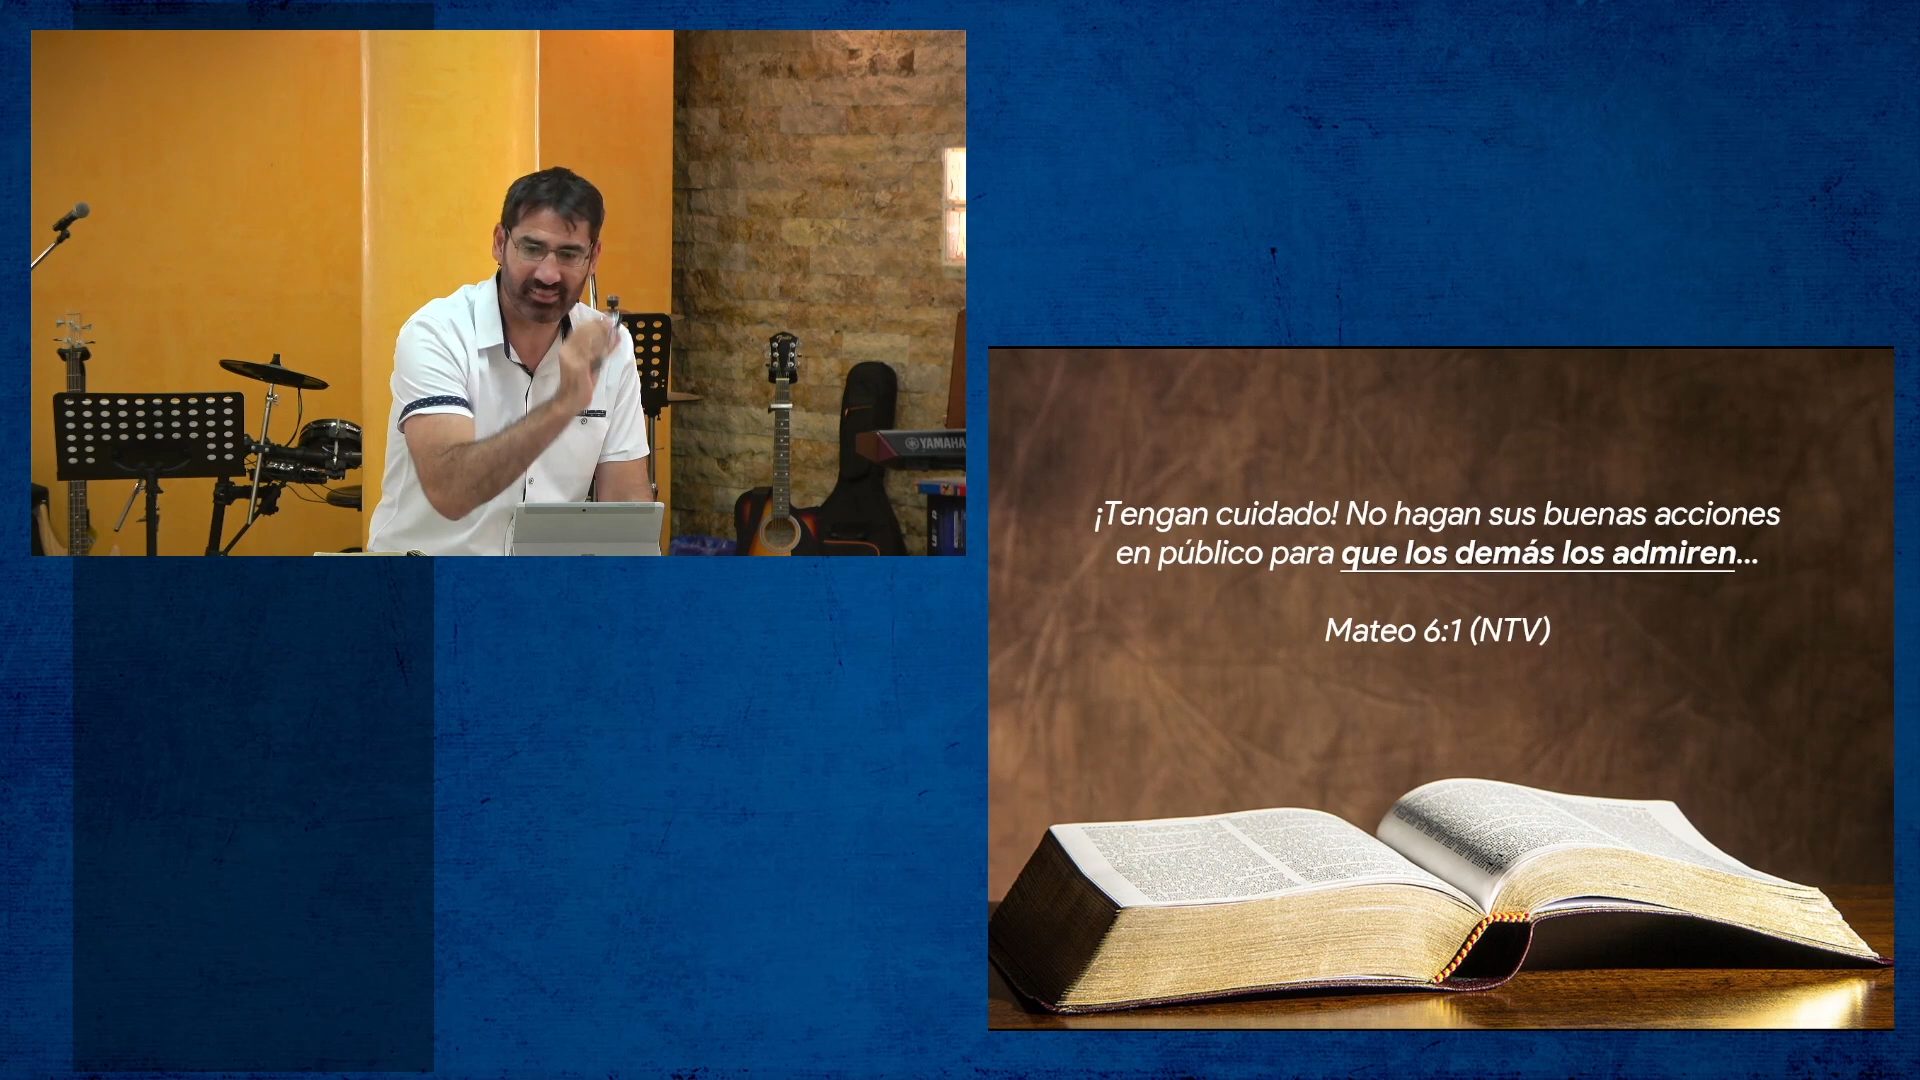 Fender
YAMAHA
¡Tengan cuidado! No hagan sus buenas acciones
en público para que los demás los admiren...
Mateo 6:1 (NTV)